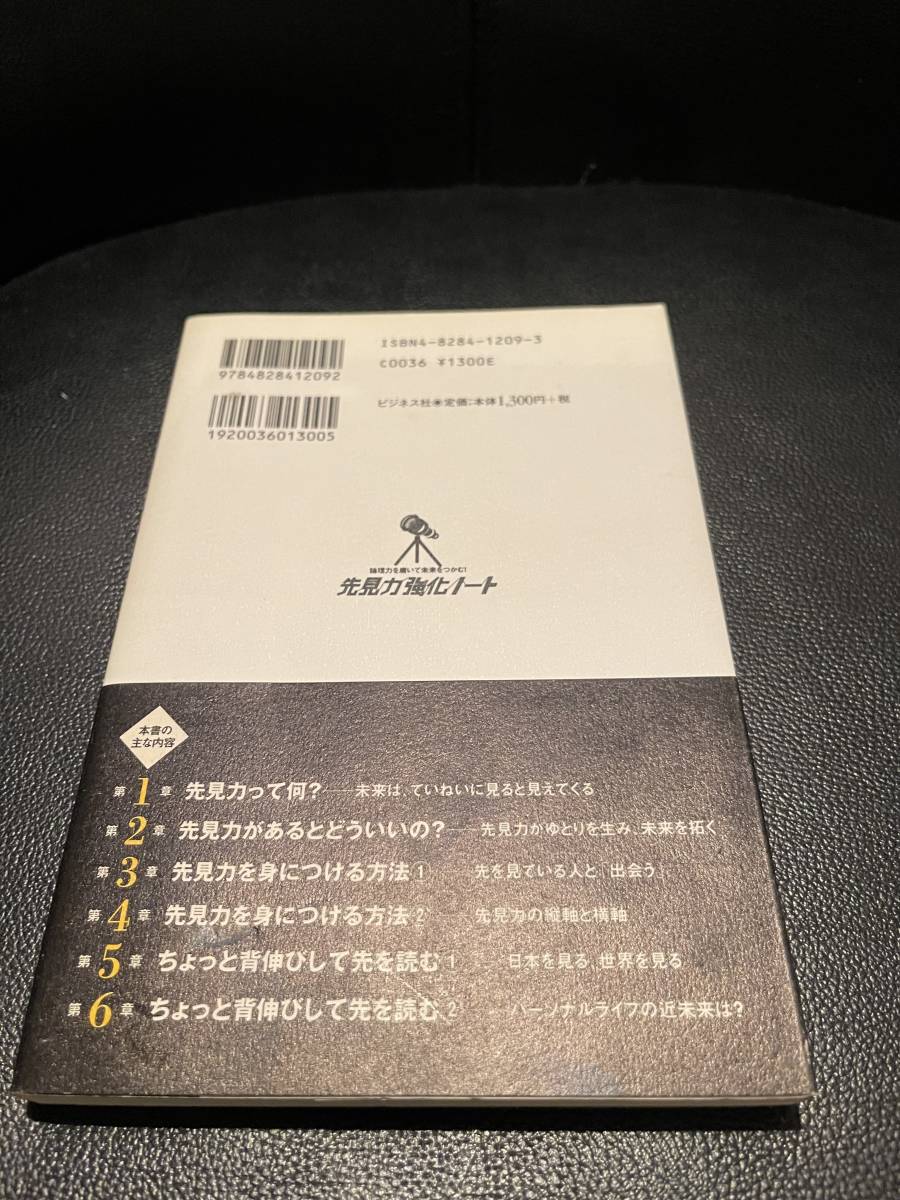 ISBN4-8284-1209-3
C0036 ¥1300E
9784828412092
ビジネス社 定価:本体1,300円+税
1920036013005
論理力を磨いて未来をつかむ!
先見力強化ノート
本書の
主な内容
第1章 先見力って何?──未来は、ていねいに見ると見えてくる
第2章 先見力があるとどういいの?──先見力がゆとりを生み、未来を拓く
第3章 先見力を身につける方法① 先を見ている人と「出会う」
第4章 先見力を身につける方法② 先見力の縦軸と横軸
第5章 ちょっと背伸びして先を読む① 日本を見る、世界を見る
第6章 ちょっと背伸びして先を読む② ーソナルライフの近未来は?